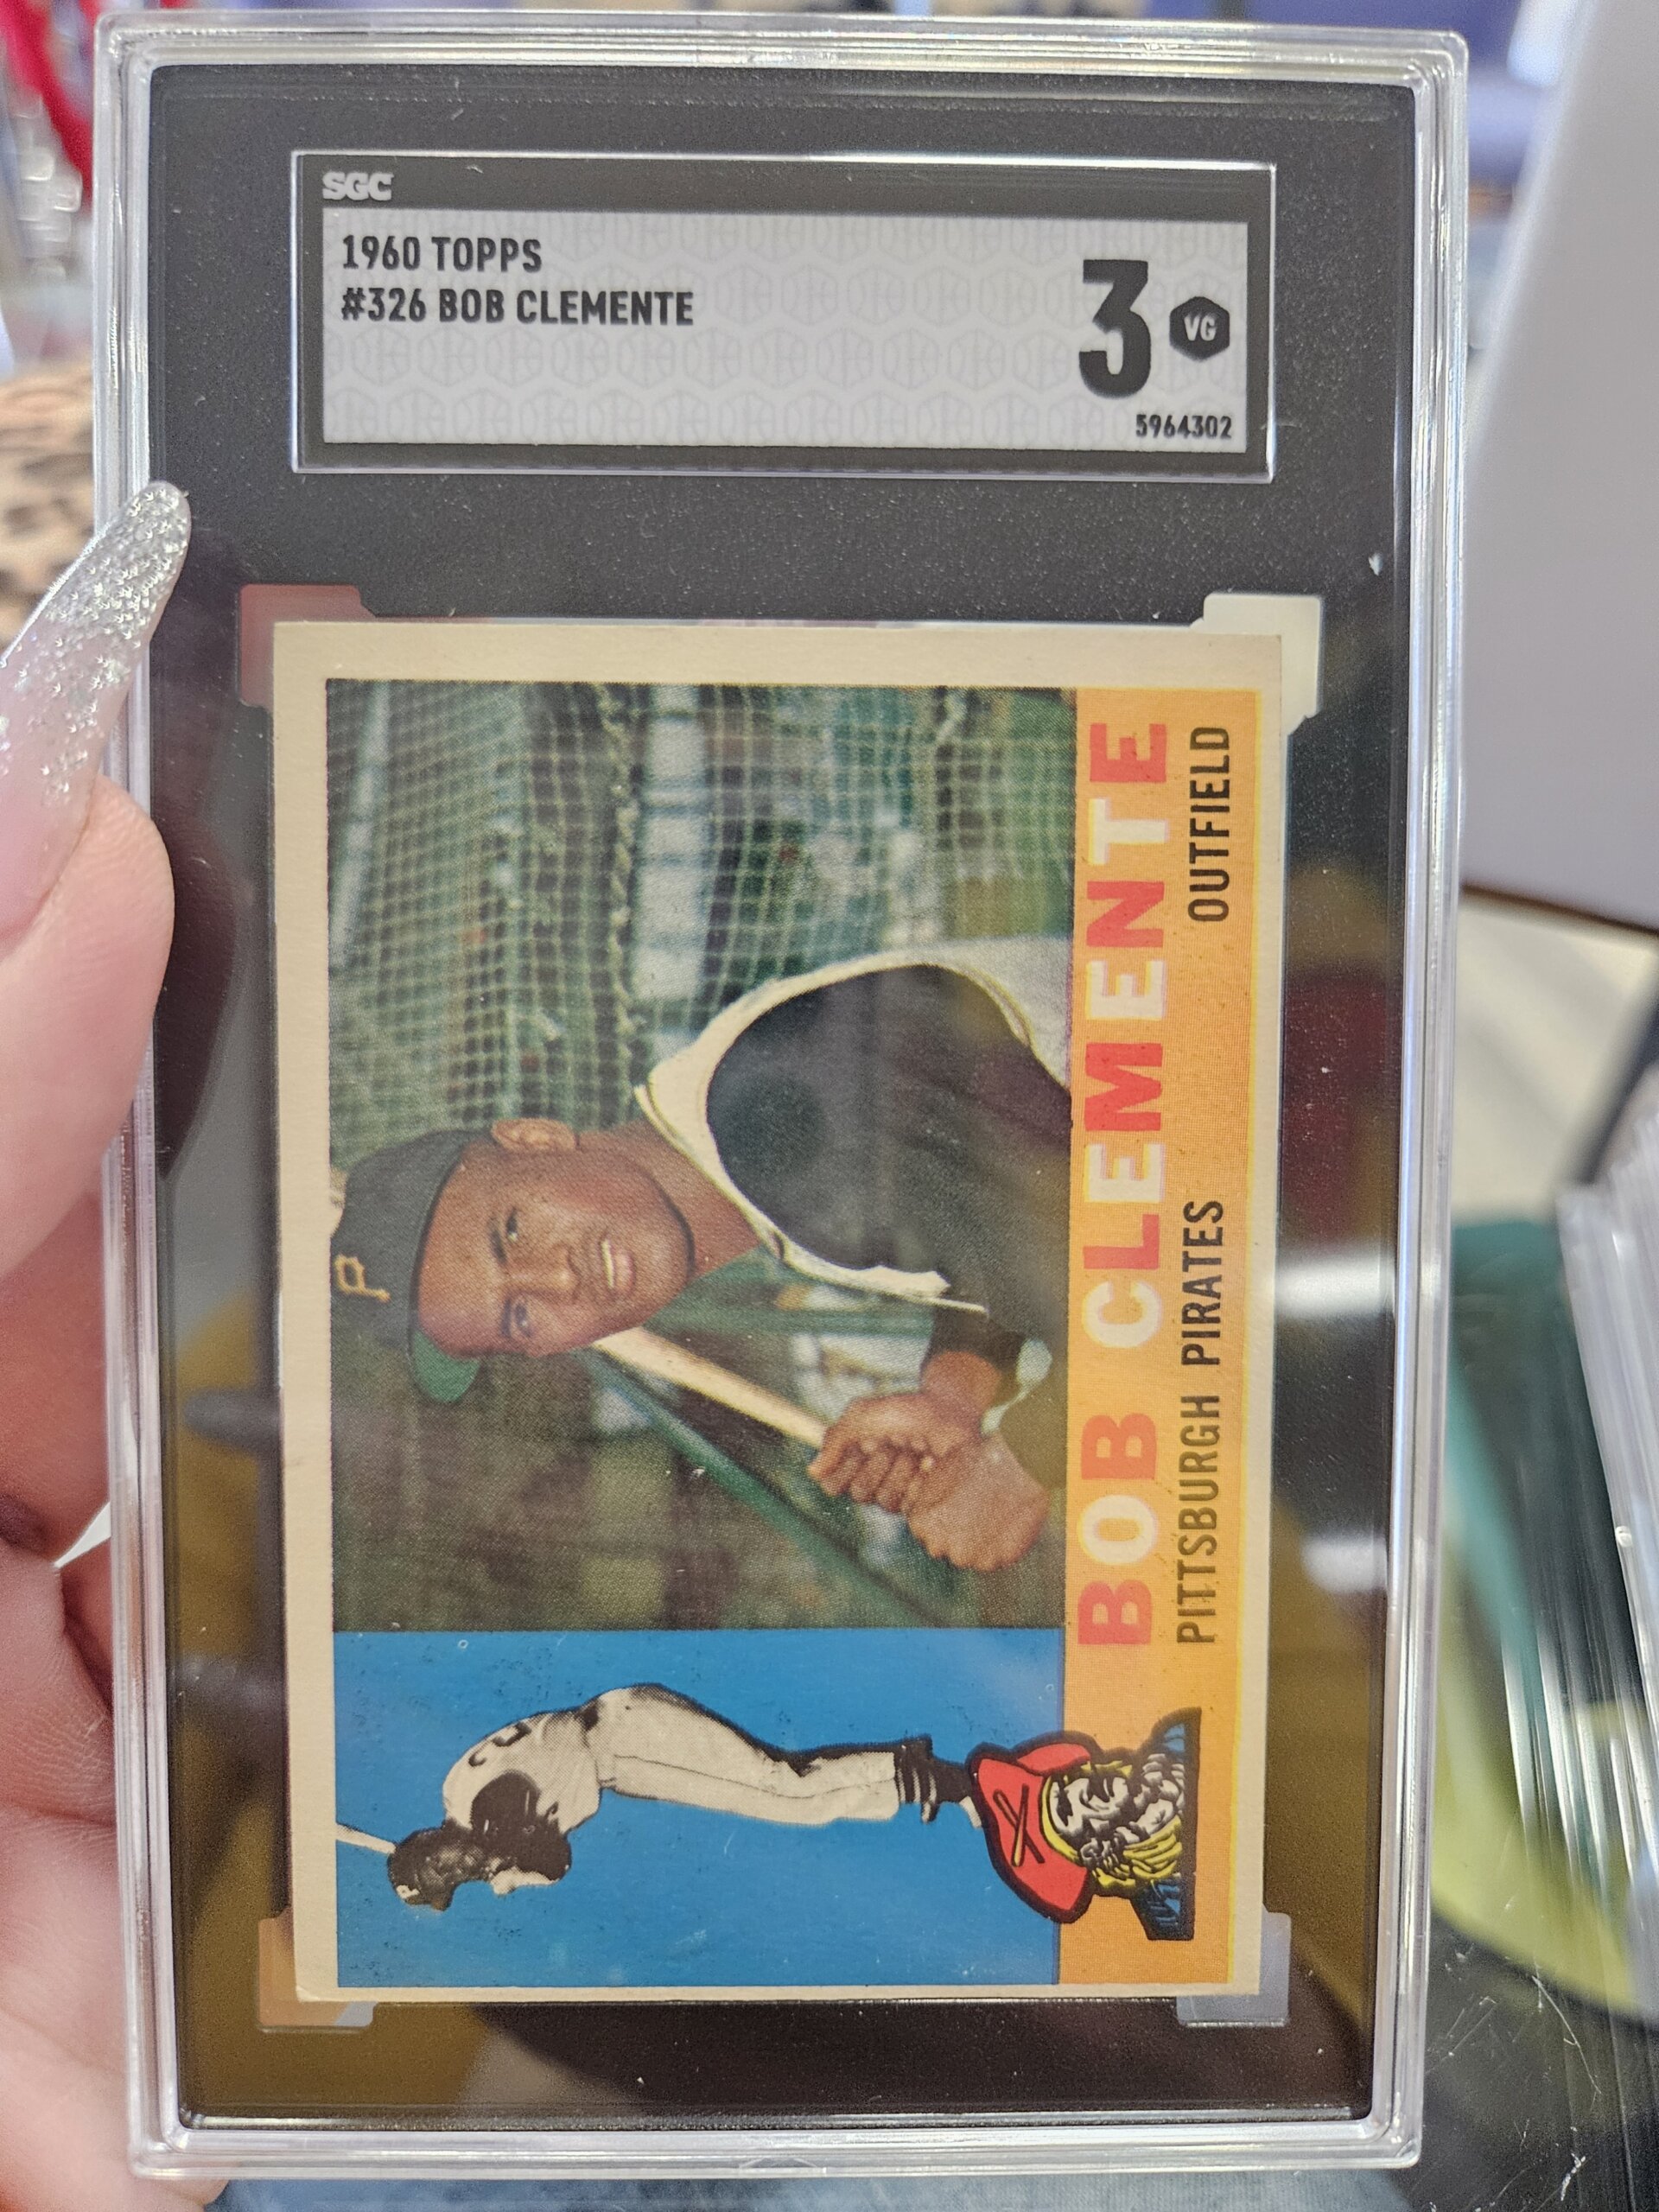 SGC
1960 TOPPS
#326 BOB CLEMENTE
3 VG
5964302
BOB CLEMENTE
PITTSBURGH PIRATES OUTFIELD
P